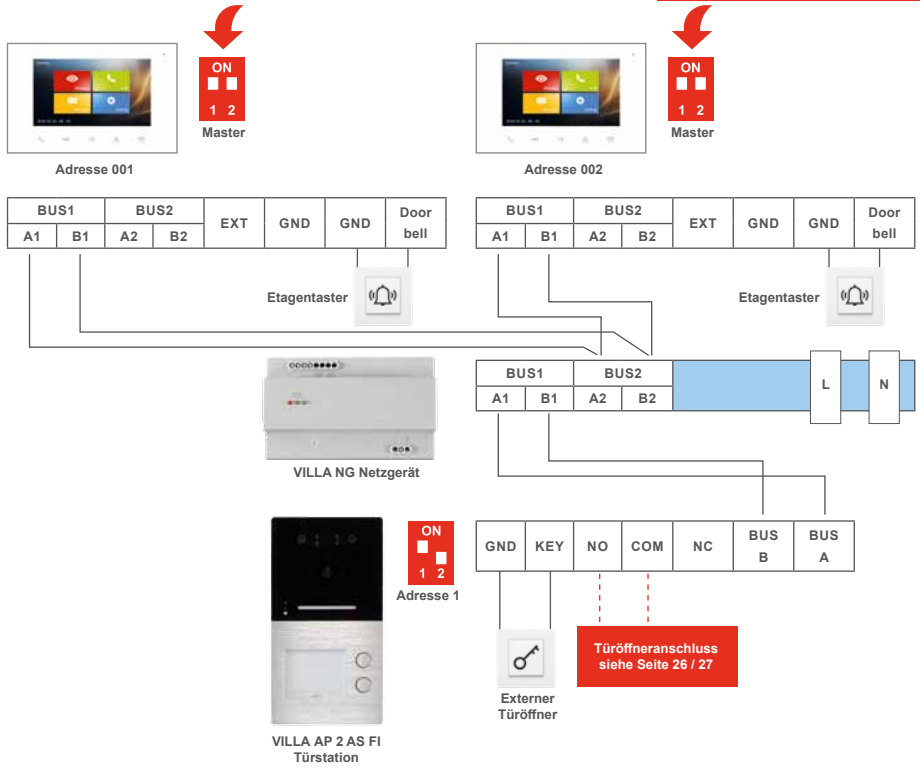 ON
1 2
Master
Adresse 001
ON
1 2
Master
Adresse 002
BUS1 BUS2 EXT GND GND Door bell
A1 B1 A2 B2
Etagentaster
BUS1 BUS2 EXT GND GND Door bell
A1 B1 A2 B2
Etagentaster
BUS1 BUS2 L N
A1 B1 A2 B2
VILLA NG Netzgerät
ON
1 2
Adresse 1
GND KEY NO COM NC BUS B BUS A
Türöffneranschluss
siehe Seite 26 / 27
Externer
Türöffner
VILLA AP 2 AS FI
Türstation